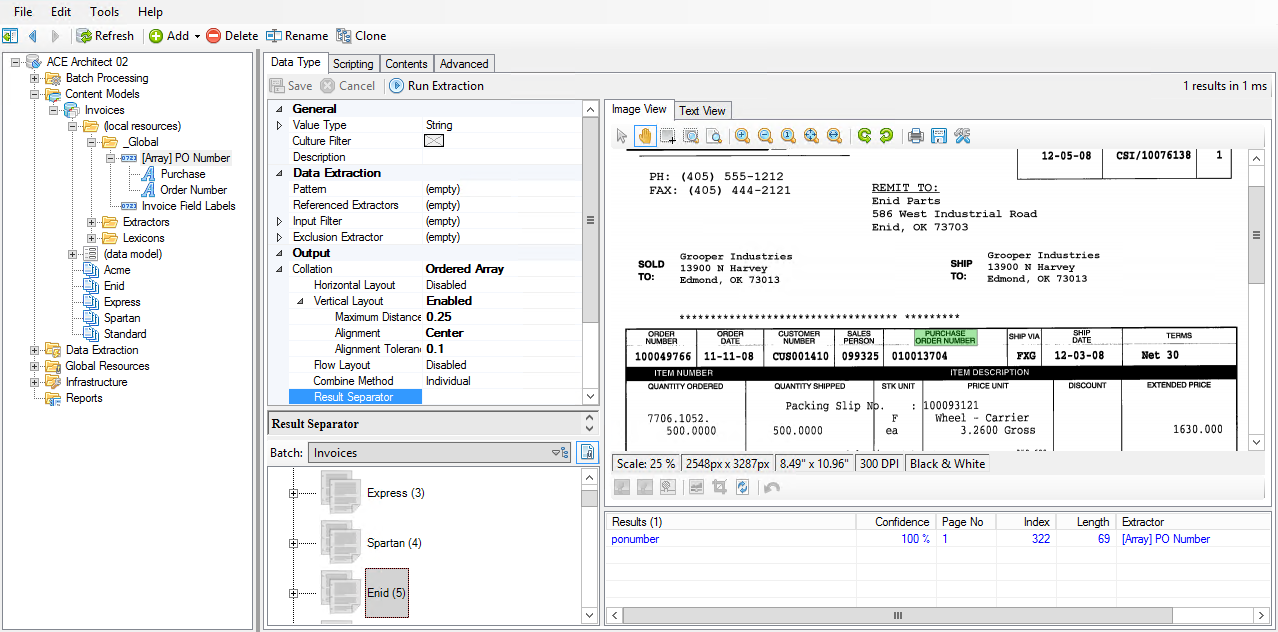 File Edit Tools Help
Refresh Add Delete Rename Clone
ACE Architect 02
Batch Processing
Content Models
Invoices
(local resources)
_Global
[Array] PO Number
Purchase
Order Number
Invoice Field Labels
Extractors
Lexicons
(data model)
Acme
Enid
Express
Spartan
Standard
Data Extraction
Global Resources
Infrastructure
Reports
Data Type Scripting Contents Advanced
Save Cancel Run Extraction 1 results in 1 ms
General
Value Type String
Culture Filter
Description
Data Extraction
Pattern (empty)
Referenced Extractors (empty)
Input Filter (empty)
Exclusion Extractor (empty)
Output
Collation Ordered Array
Horizontal Layout Disabled
Vertical Layout Enabled
Maximum Distance 0.25
Alignment Center
Alignment Toleran 0.1
Flow Layout Disabled
Combine Method Individual
Result Separator
Result Separator
Batch: Invoices
Express (3)
Spartan (4)
Enid (5)
Image View Text View
12-05-08 CSI/10076138 1
PH: (405) 555-1212
FAX: (405) 444-2121
REMIT TO:
Enid Parts
586 West Industrial Road
Enid, OK 73703
SOLD TO: Grooper Industries
13900 N Harvey
Edmond, OK 73013
SHIP TO: Grooper Industries
13900 N Harvey
Edmond, OK 73013
*********************************** *********
ORDER NUMBER ORDER DATE CUSTOMER NUMBER SALES PERSON PURCHASE ORDER NUMBER SHIP VIA SHIP DATE TERMS
100049766 11-11-08 CUS001410 099325 010013704 FXG 12-03-08 Net 30
ITEM NUMBER ITEM DESCRIPTION
QUANTITY ORDERED QUANTITY SHIPPED STK UNIT PRICE UNIT DISCOUNT EXTENDED PRICE
Packing Slip No. : 100093121
7706.1052. F Wheel - Carrier
500.0000 500.0000 ea 3.2600 Gross 1630.000
Scale: 25 % 2548px x 3287px 8.49" x 10.96" 300 DPI Black & White
Results (1) Confidence Page No Index Length Extractor
ponumber 100 % 1 322 69 [Array] PO Number